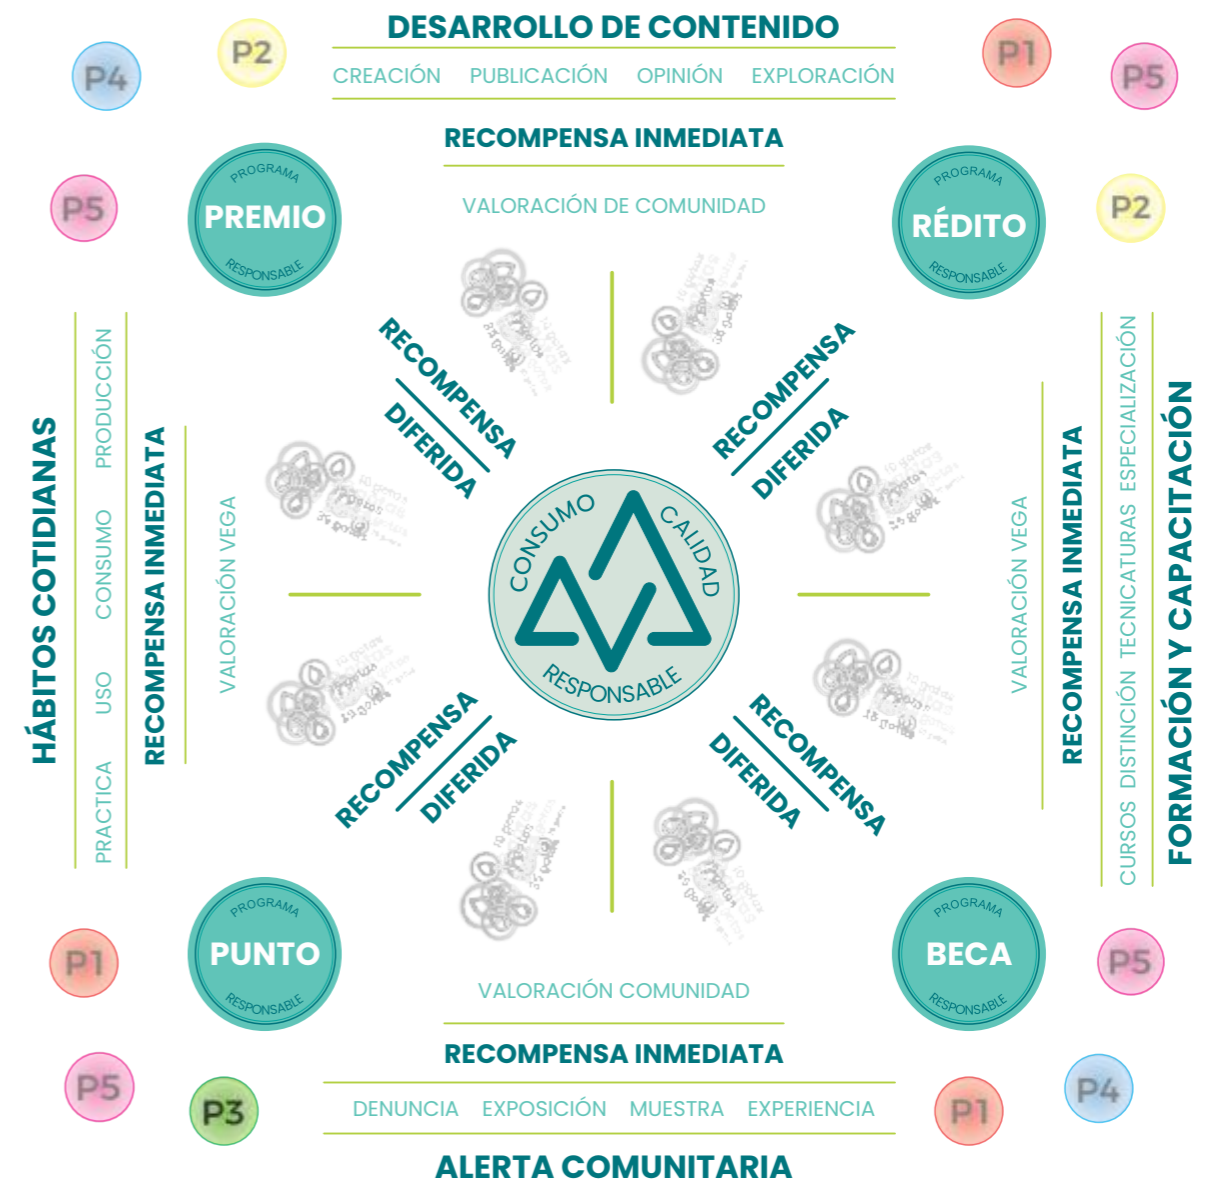 DESARROLLO DE CONTENIDO
CREACIÓN PUBLICACIÓN OPINIÓN EXPLORACIÓN
RECOMPENSA INMEDIATA
VALORACIÓN DE COMUNIDAD
P4
P2
P5
PROGRAMA
PREMIO
RESPONSABLE
P1
P5
P2
PROGRAMA
RÉDITO
RESPONSABLE
RECOMPENSA
DIFERIDA
RECOMPENSA
DIFERIDA
HÁBITOS COTIDIANAS
PRACTICA USO CONSUMO PRODUCCIÓN
RECOMPENSA INMEDIATA
VALORACIÓN VEGA
CONSUMO
CALIDAD
RESPONSABLE
VALORACIÓN VEGA
RECOMPENSA INMEDIATA
CURSOS DISTINCIÓN TECNICATURAS ESPECIALIZACIÓN
FORMACIÓN Y CAPACITACIÓN
RECOMPENSA
DIFERIDA
RECOMPENSA
DIFERIDA
PROGRAMA
PUNTO
RESPONSABLE
P1
P5
P3
PROGRAMA
BECA
RESPONSABLE
P5
P4
P1
VALORACIÓN COMUNIDAD
RECOMPENSA INMEDIATA
DENUNCIA EXPOSICIÓN MUESTRA EXPERIENCIA
ALERTA COMUNITARIA